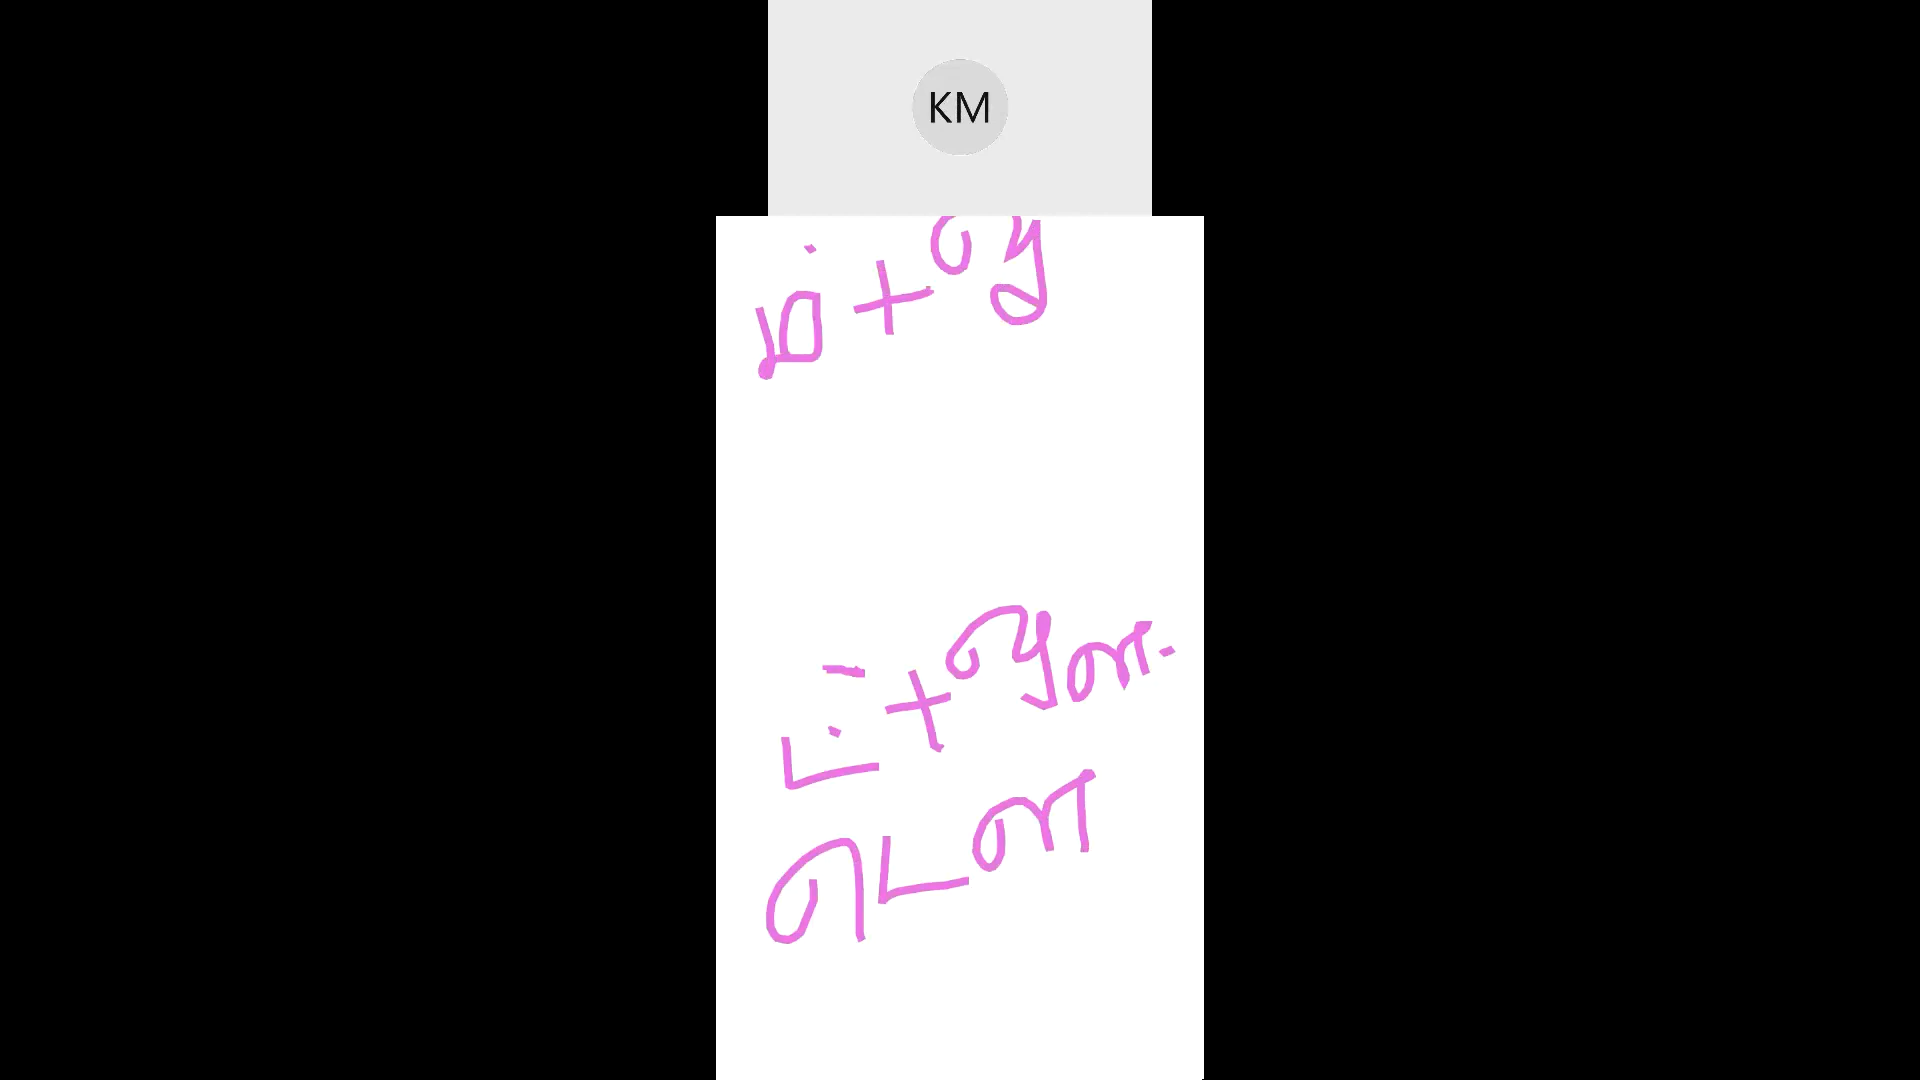 KM
ம் + ஓ
ட் + ஔ
டௌ